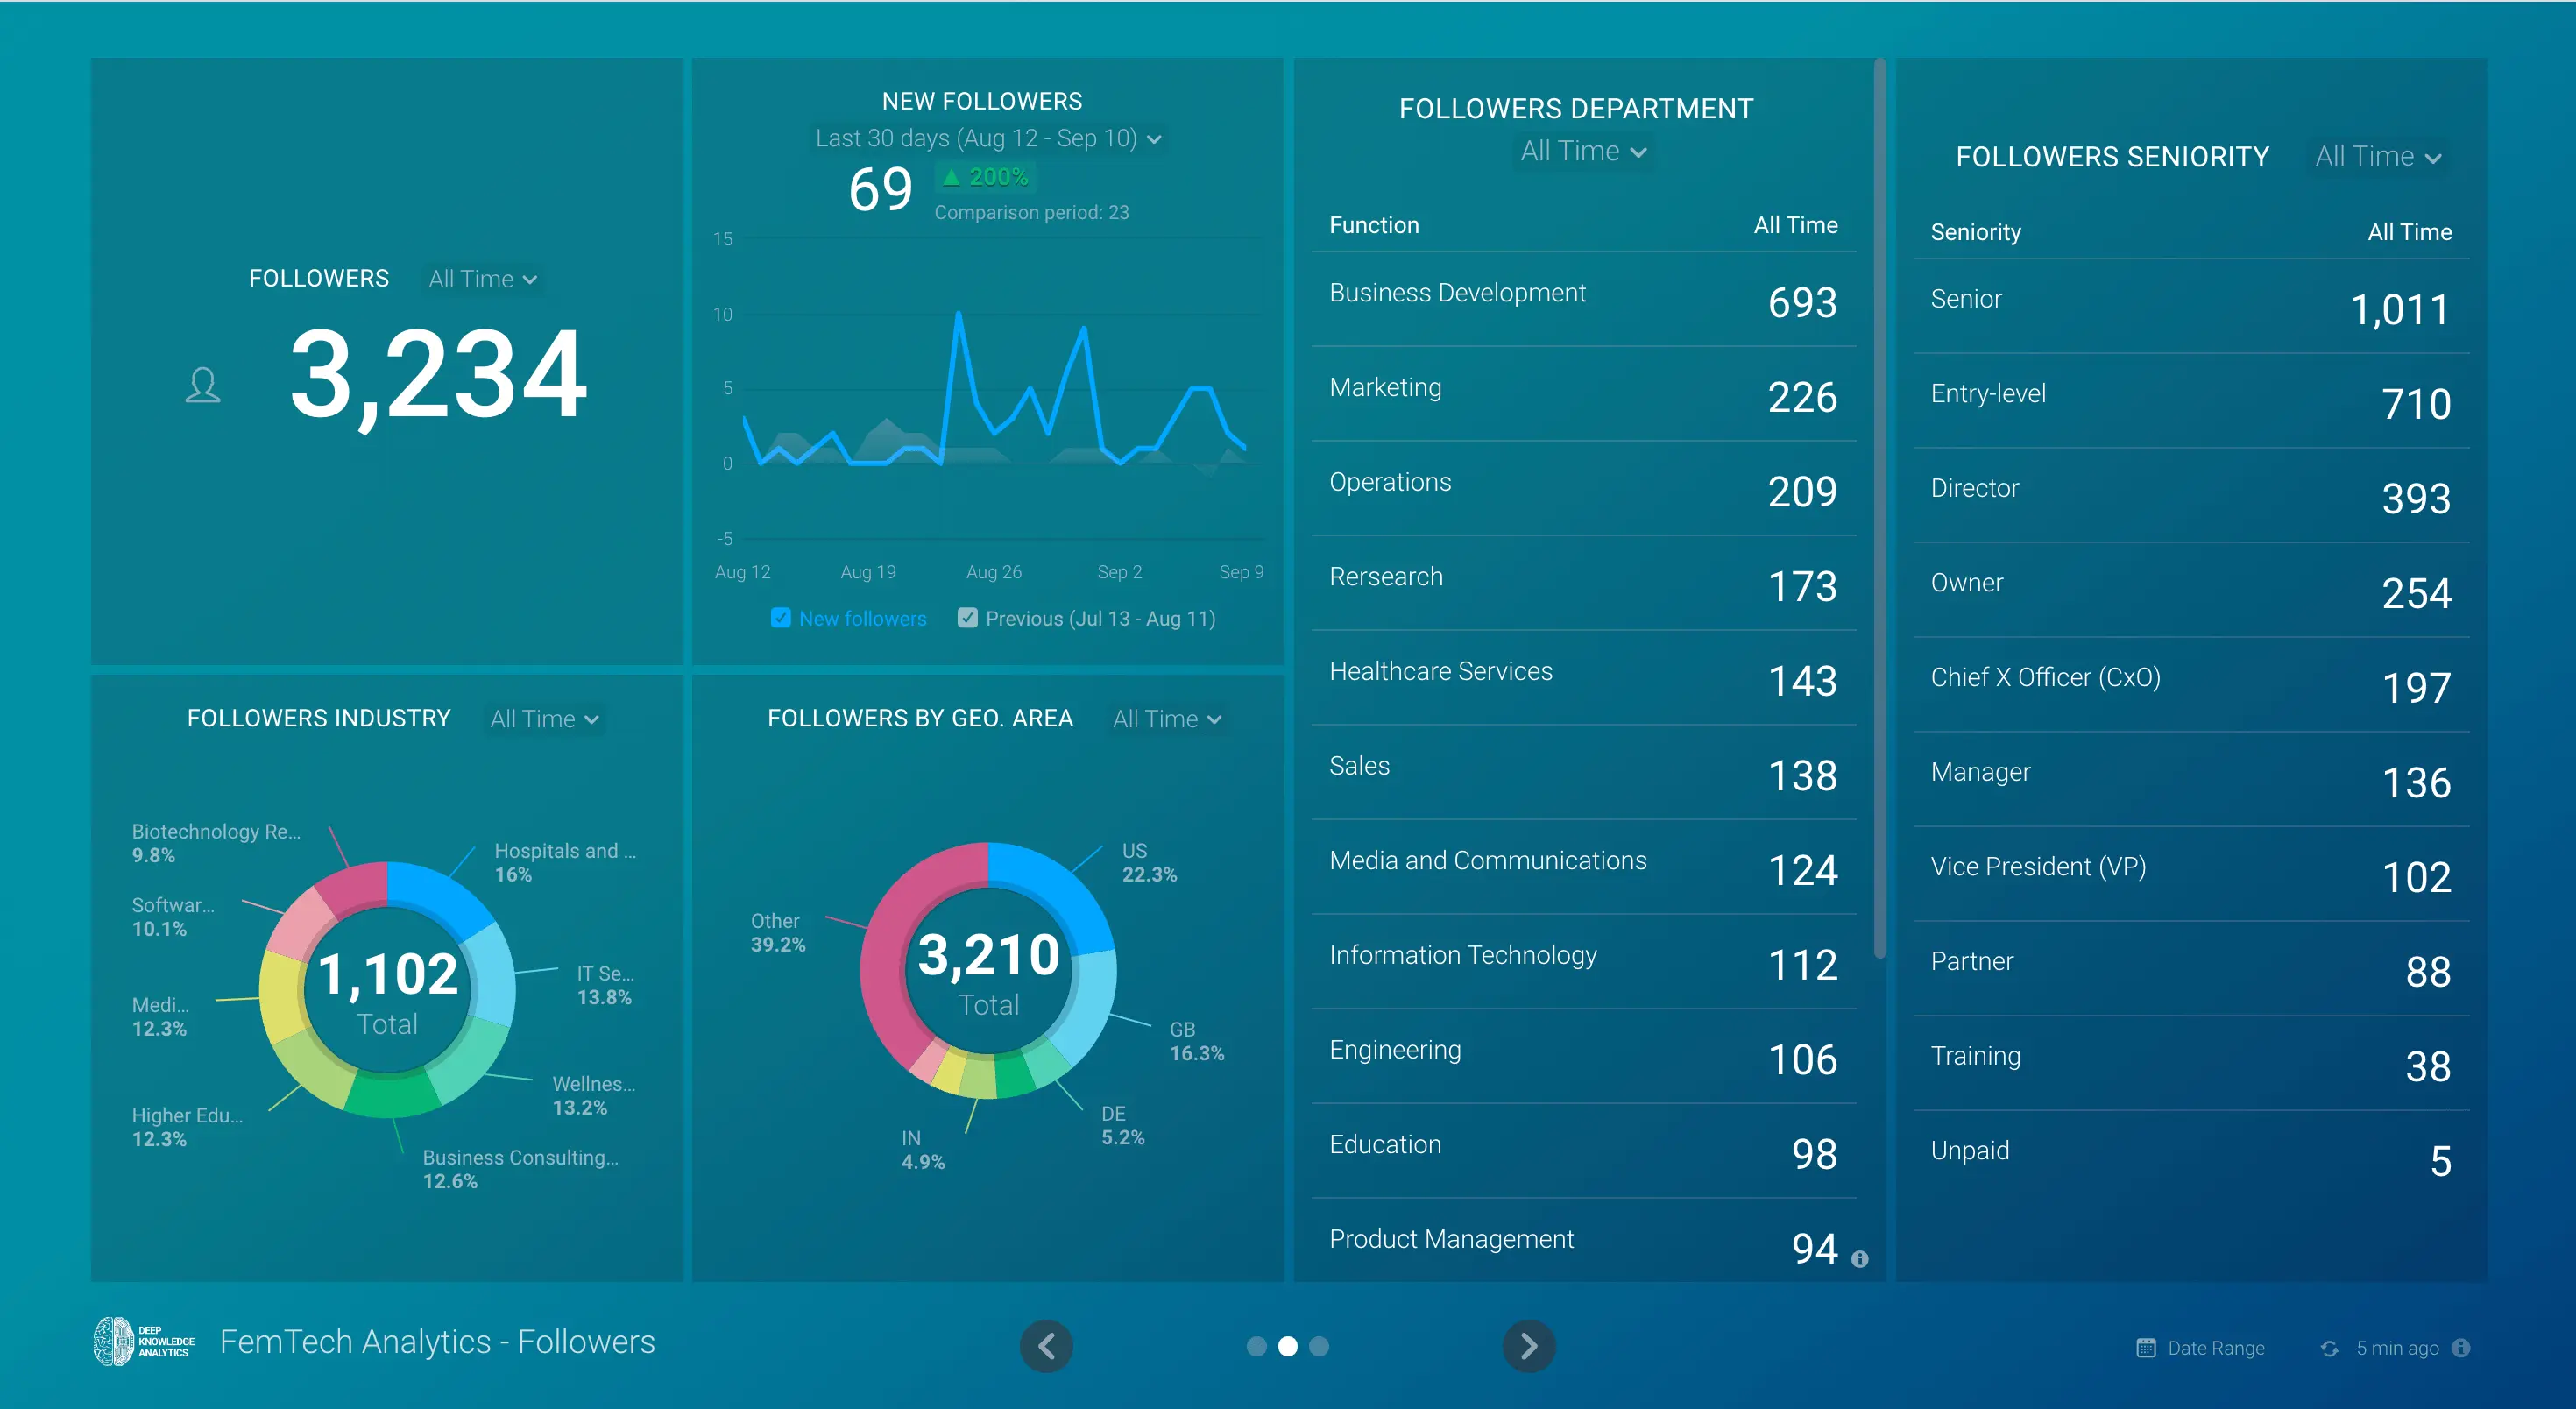 FOLLOWERS All Time
3,234
NEW FOLLOWERS
Last 30 days (Aug 12 - Sep 10)
69 ▲ 200%
Comparison period: 23
15
10
5
0
-5
Aug 12 Aug 19 Aug 26 Sep 2 Sep 9
New followers Previous (Jul 13 - Aug 11)
FOLLOWERS INDUSTRY All Time
Biotechnology Re...
9.8%
Hospitals and ...
16%
Softwar...
10.1%
IT Se...
13.8%
1,102
Total
Medi...
12.3%
Wellnes...
13.2%
Higher Edu...
12.3%
Business Consulting...
12.6%
FOLLOWERS BY GEO. AREA All Time
US
22.3%
Other
39.2%
3,210
Total
GB
16.3%
DE
5.2%
IN
4.9%
FOLLOWERS DEPARTMENT
All Time
Function All Time
Business Development 693
Marketing 226
Operations 209
Rersearch 173
Healthcare Services 143
Sales 138
Media and Communications 124
Information Technology 112
Engineering 106
Education 98
Product Management 94
FOLLOWERS SENIORITY All Time
Seniority All Time
Senior 1,011
Entry-level 710
Director 393
Owner 254
Chief X Officer (CxO) 197
Manager 136
Vice President (VP) 102
Partner 88
Training 38
Unpaid 5
DEEP
KNOWLEDGE
ANALYTICS
FemTech Analytics - Followers
Date Range 5 min ago